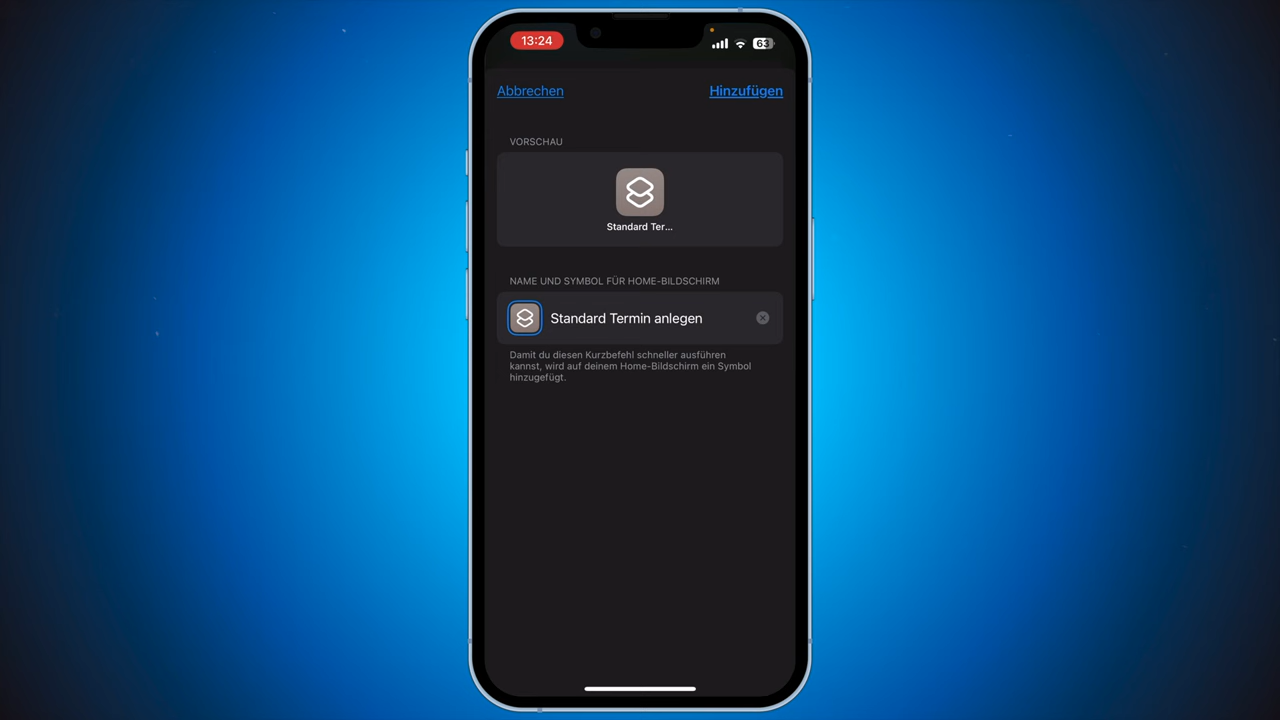 13:24
63
Abbrechen
Hinzufügen
VORSCHAU
Standard Ter...
NAME UND SYMBOL FÜR HOME-BILDSCHIRM
Standard Termin anlegen
Damit du diesen Kurzbefehl schneller ausführen
kannst, wird auf deinem Home-Bildschirm ein Symbol
hinzugefügt.